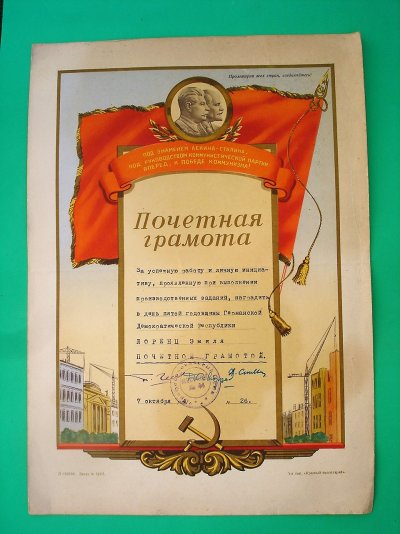 Пролетарии всех стран, соединяйтесь!
ПОД ЗНАМЕНЕМ ЛЕНИНА-СТАЛИНА,
ПОД РУКОВОДСТВОМ КОММУНИСТИЧЕСКОЙ ПАРТИИ
ВПЕРЕД, К ПОБЕДЕ КОММУНИЗМА!
Почетная
грамота
За успешную работу и личную инициа-
тиву, проявленную при выполнении
производственных заданий, наградить
в день пятой годовщины Германской
Демократической республики
ЛОРЕНЦ Эмиля
ПОЧЕТНОЙ ГРАМОТОЙ.
7 октября